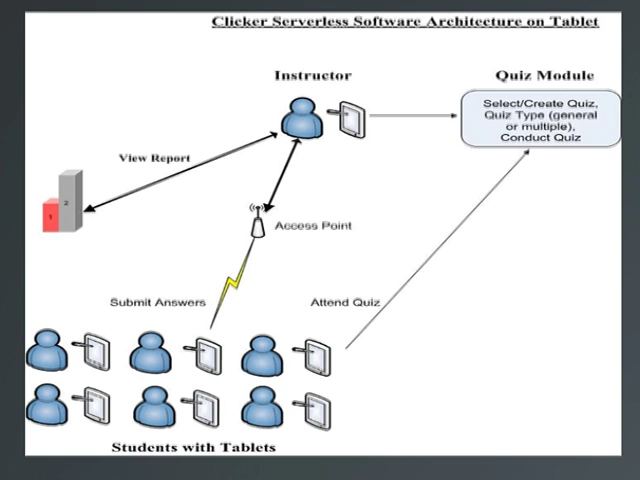 Clicker Serverless Software Architecture on Tablet
Instructor
Quiz Module
Select/Create Quiz,
Quiz Type (general
or multiple),
Conduct Quiz
View Report
2
1
Access Point
Submit Answers
Attend Quiz
Students with Tablets